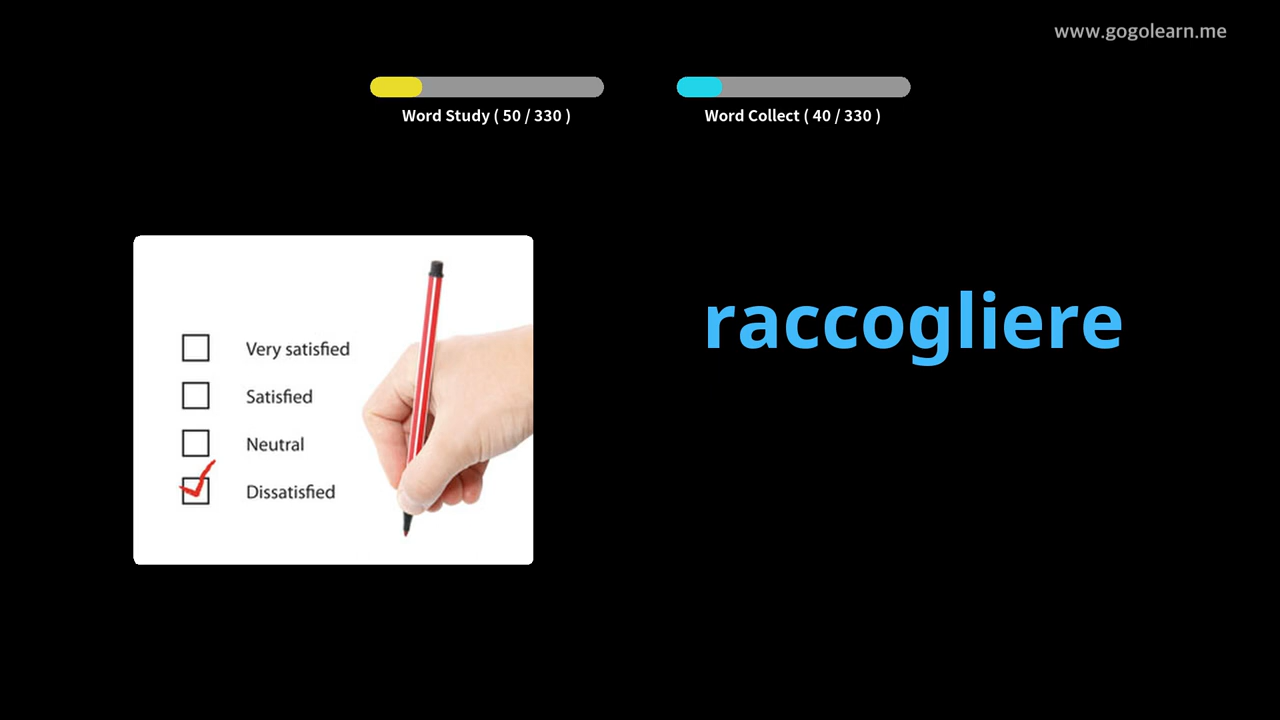 www.gogolearn.me
Word Study ( 50 / 330 )
Word Collect ( 40 / 330 )
raccogliere
Very satisfied
Satisfied
Neutral
Dissatisfied